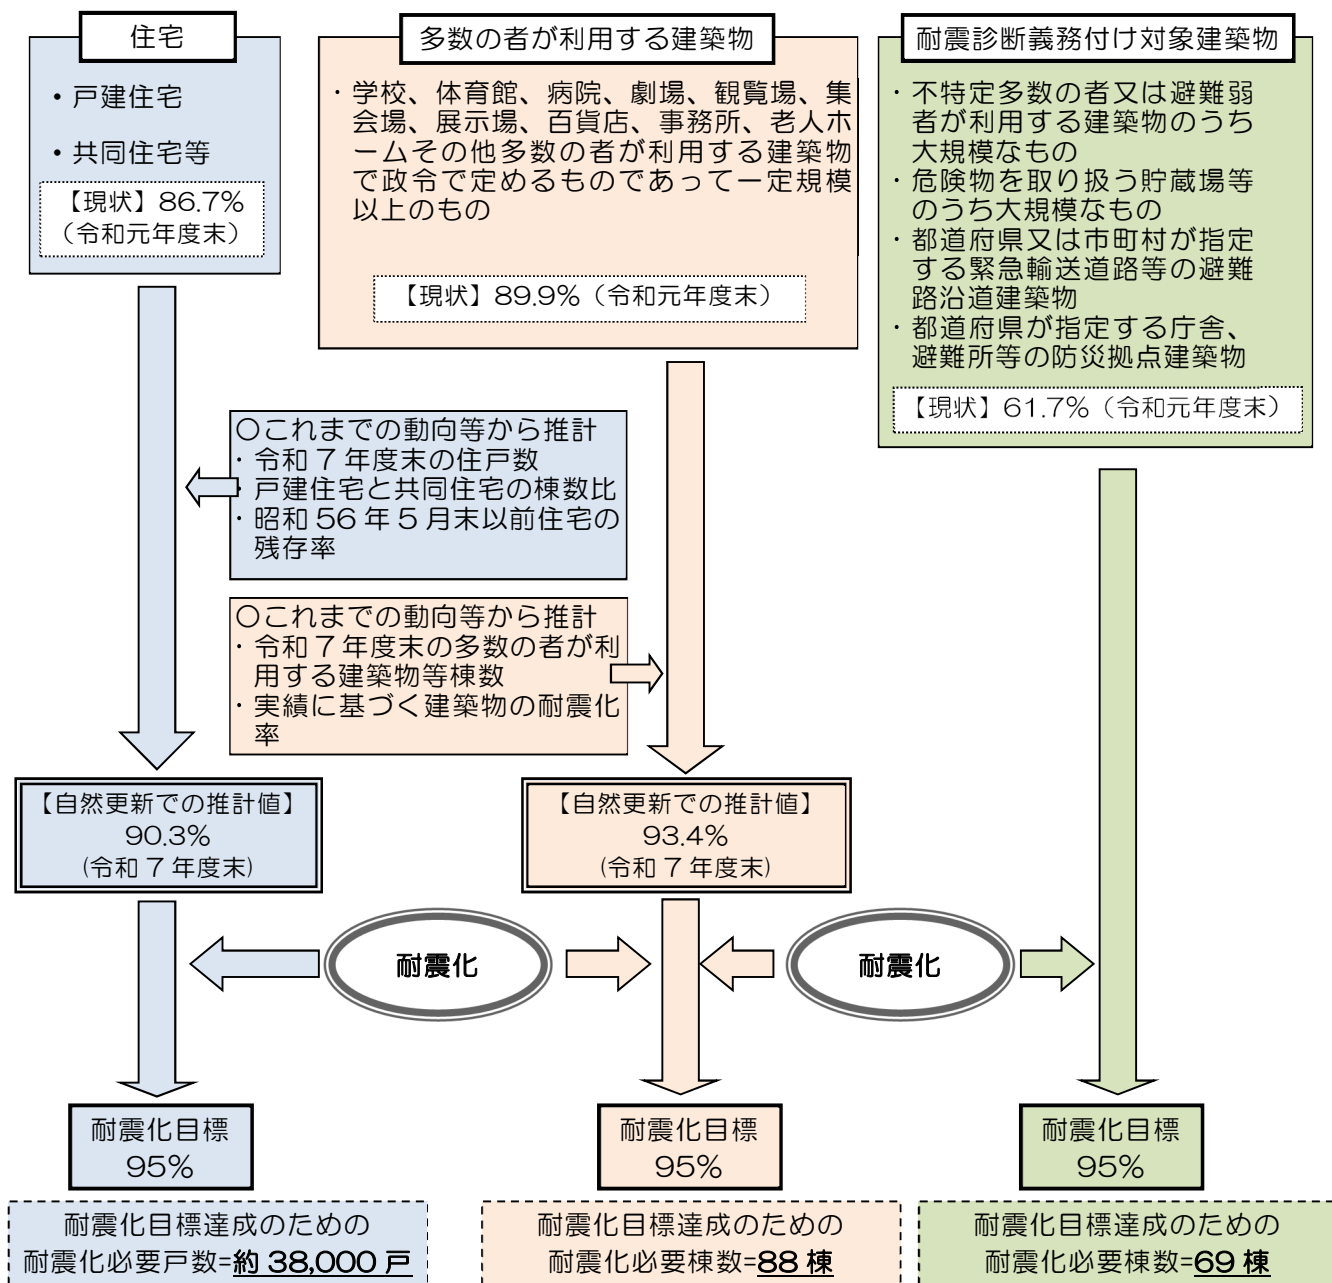 住宅
・戸建住宅
・共同住宅等
【現状】86.7%
（令和元年度末）
多数の者が利用する建築物
・学校、体育館、病院、劇場、観覧場、集
会場、展示場、百貨店、事務所、老人ホ
ームその他多数の者が利用する建築物
で政令で定めるものであって一定規模
以上のもの
【現状】89.9%（令和元年度末）
耐震診断義務付け対象建築物
・不特定多数の者又は避難弱
者が利用する建築物のうち
大規模なもの
・危険物を取り扱う貯蔵場等
のうち大規模なもの
・都道府県又は市町村が指定
する緊急輸送道路等の避難
路沿道建築物
・都道府県が指定する庁舎、
避難所等の防災拠点建築物
【現状】61.7%（令和元年度末）
〇これまでの動向等から推計
・令和７年度末の住戸数
・戸建住宅と共同住宅の棟数比
・昭和56年５月末以前住宅の
残存率
〇これまでの動向等から推計
・令和７年度末の多数の者が利
用する建築物等棟数
・実績に基づく建築物の耐震化
率
【自然更新での推計値】
90.3%
(令和７年度末)
【自然更新での推計値】
93.4%
(令和７年度末)
耐震化
耐震化
耐震化目標
95%
耐震化目標
95%
耐震化目標
95%
耐震化目標達成のための
耐震化必要戸数=約38,000戸
耐震化目標達成のための
耐震化必要棟数=88棟
耐震化目標達成のための
耐震化必要棟数=69棟